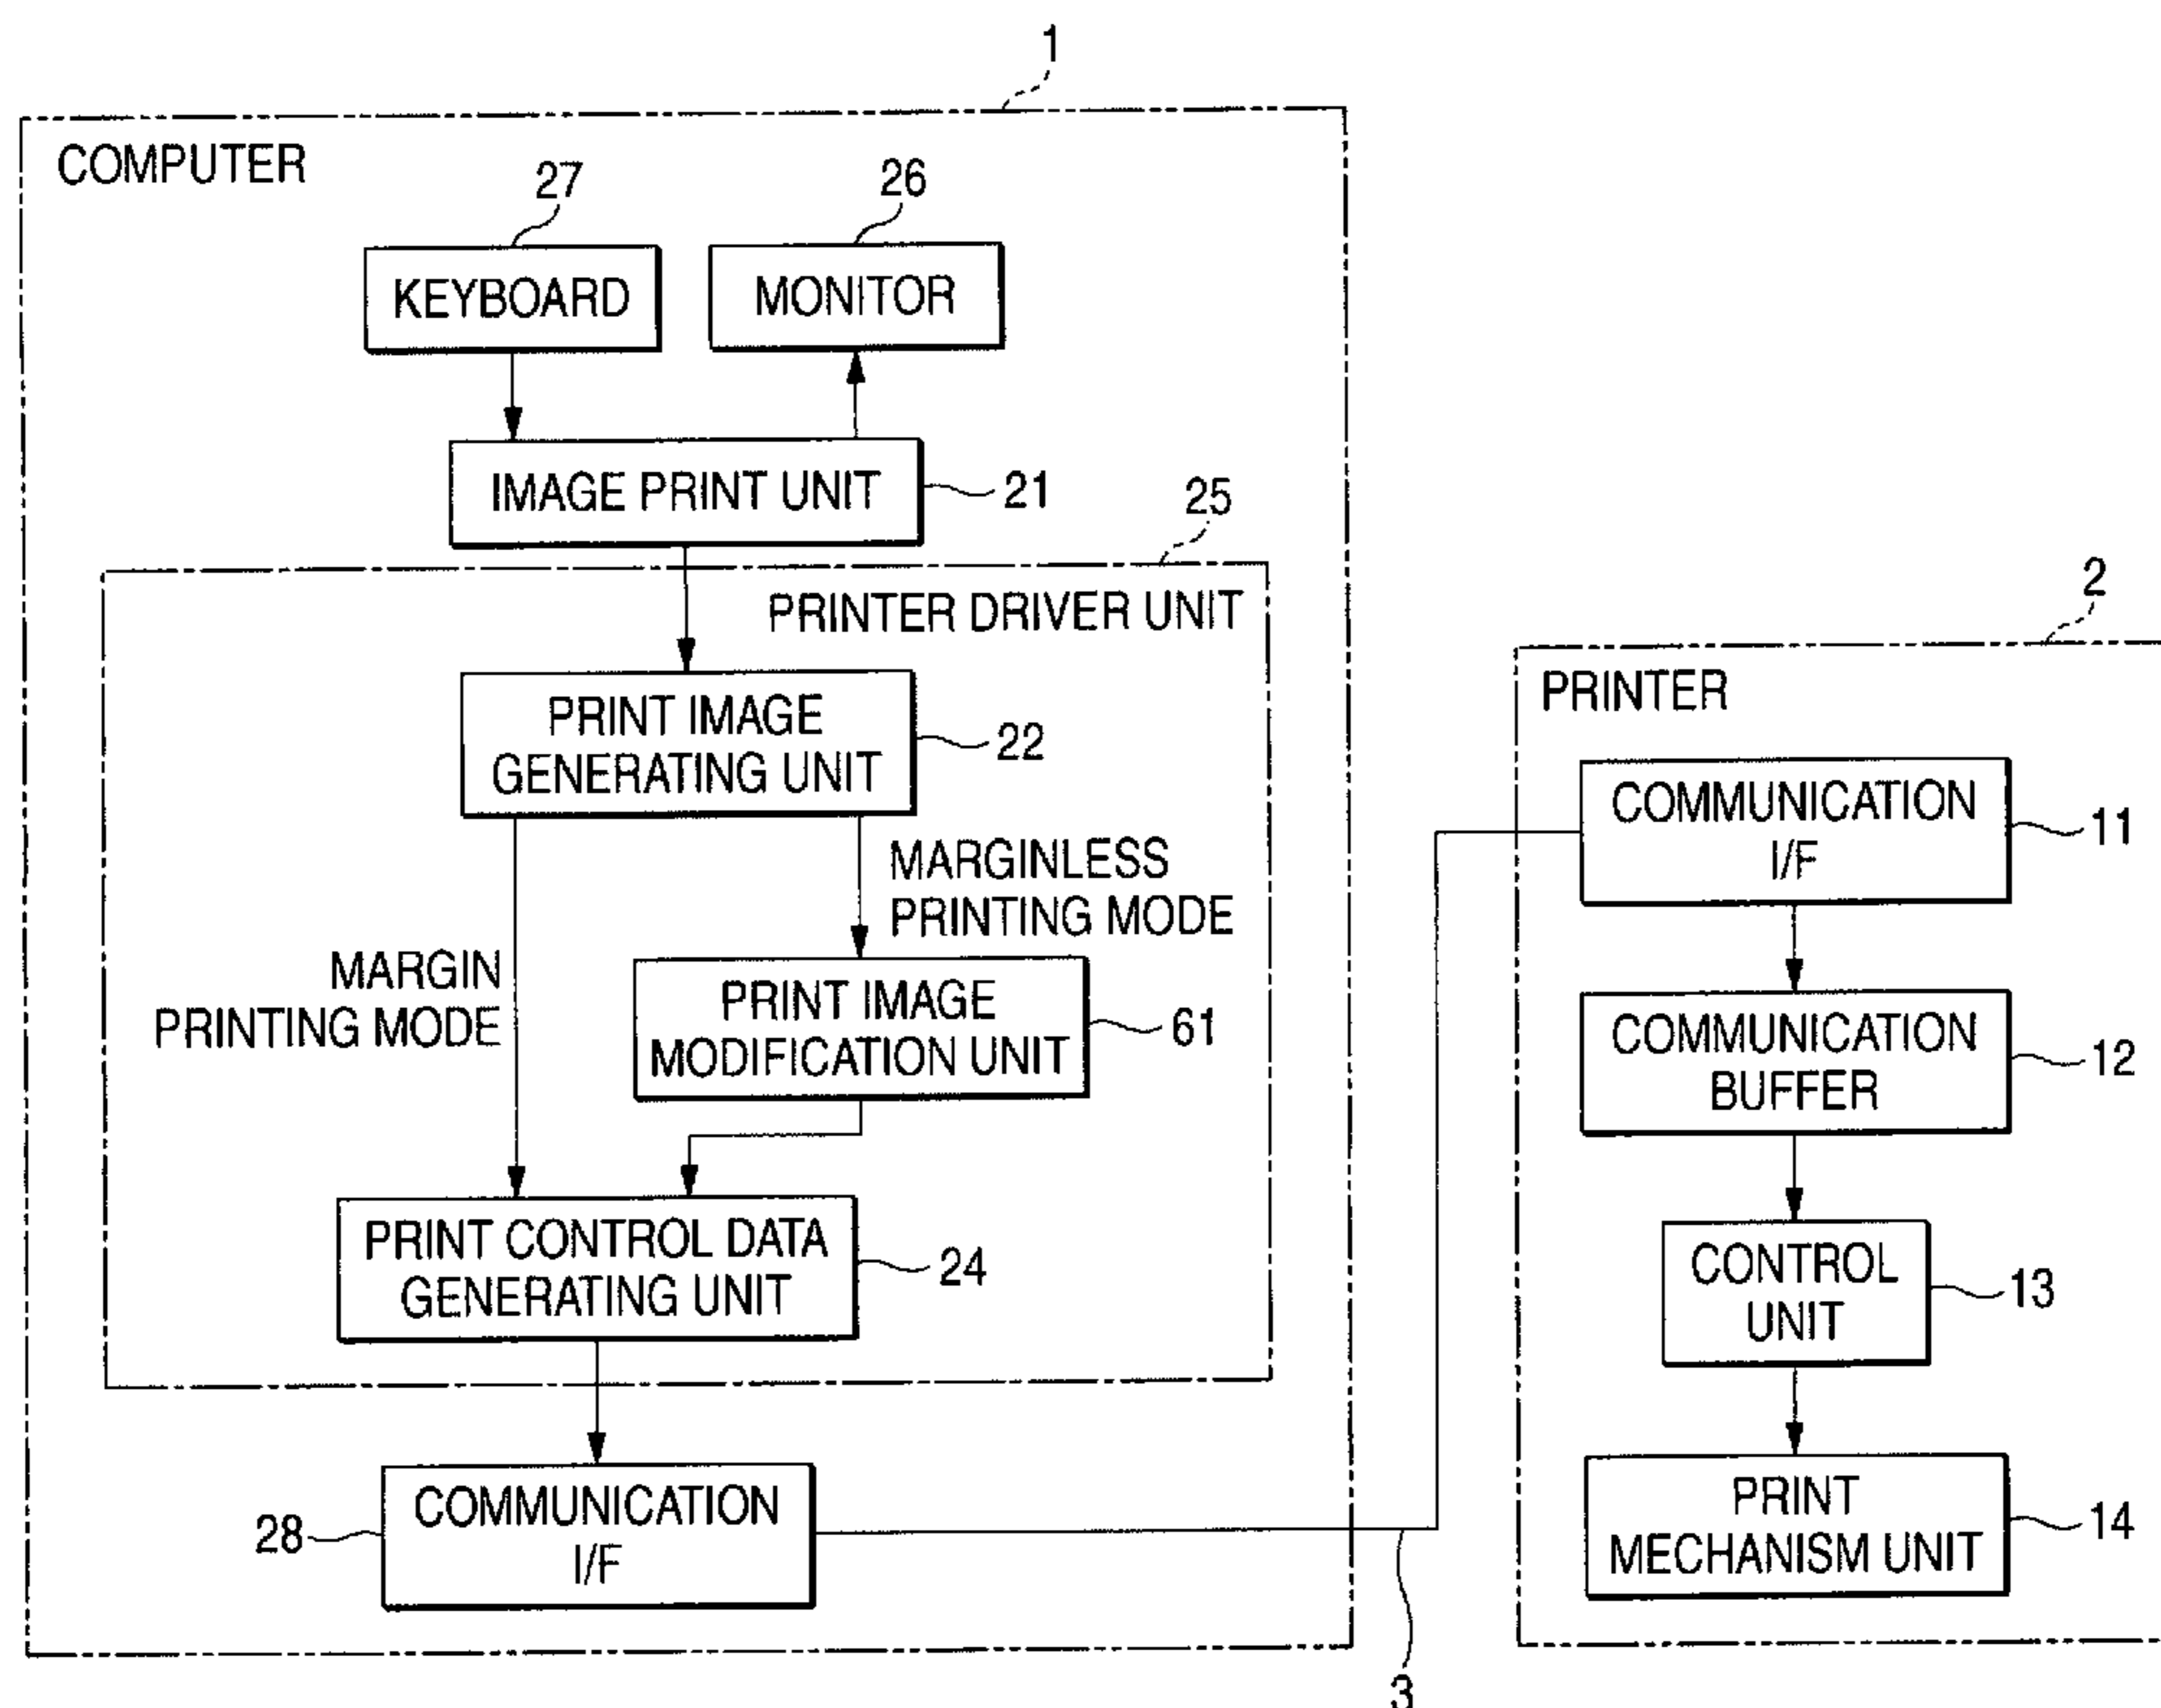 1
COMPUTER
27
26
KEYBOARD
MONITOR
IMAGE PRINT UNIT
21
25
PRINTER DRIVER UNIT
PRINT IMAGE
GENERATING UNIT
22
MARGINLESS
PRINTING MODE
MARGIN
PRINTING MODE
PRINT IMAGE
MODIFICATION UNIT
61
PRINT CONTROL DATA
GENERATING UNIT
24
COMMUNICATION
I/F
28
3
2
PRINTER
COMMUNICATION
I/F
11
COMMUNICATION
BUFFER
12
CONTROL
UNIT
13
PRINT
MECHANISM UNIT
14